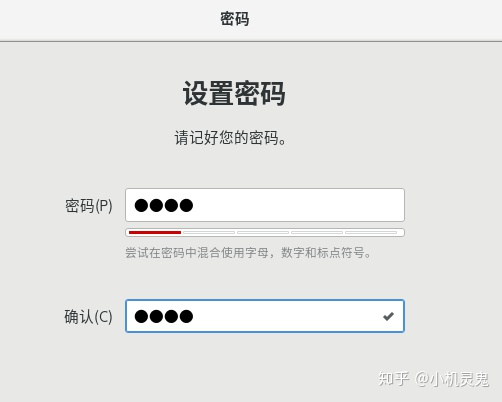 密码
设置密码
请记好您的密码。
密码(P) ●●●●
尝试在密码中混合使用字母，数字和标点符号。
确认(C) ●●●●
知乎 @小机灵鬼